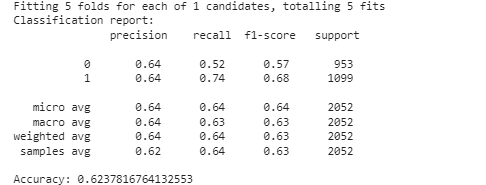 Fitting 5 folds for each of 1 candidates, totalling 5 fits
Classification report:
precision recall f1-score support
0 0.64 0.52 0.57 953
1 0.64 0.74 0.68 1099
micro avg 0.64 0.64 0.64 2052
macro avg 0.64 0.63 0.63 2052
weighted avg 0.64 0.64 0.63 2052
samples avg 0.62 0.64 0.63 2052
Accuracy: 0.6237816764132553